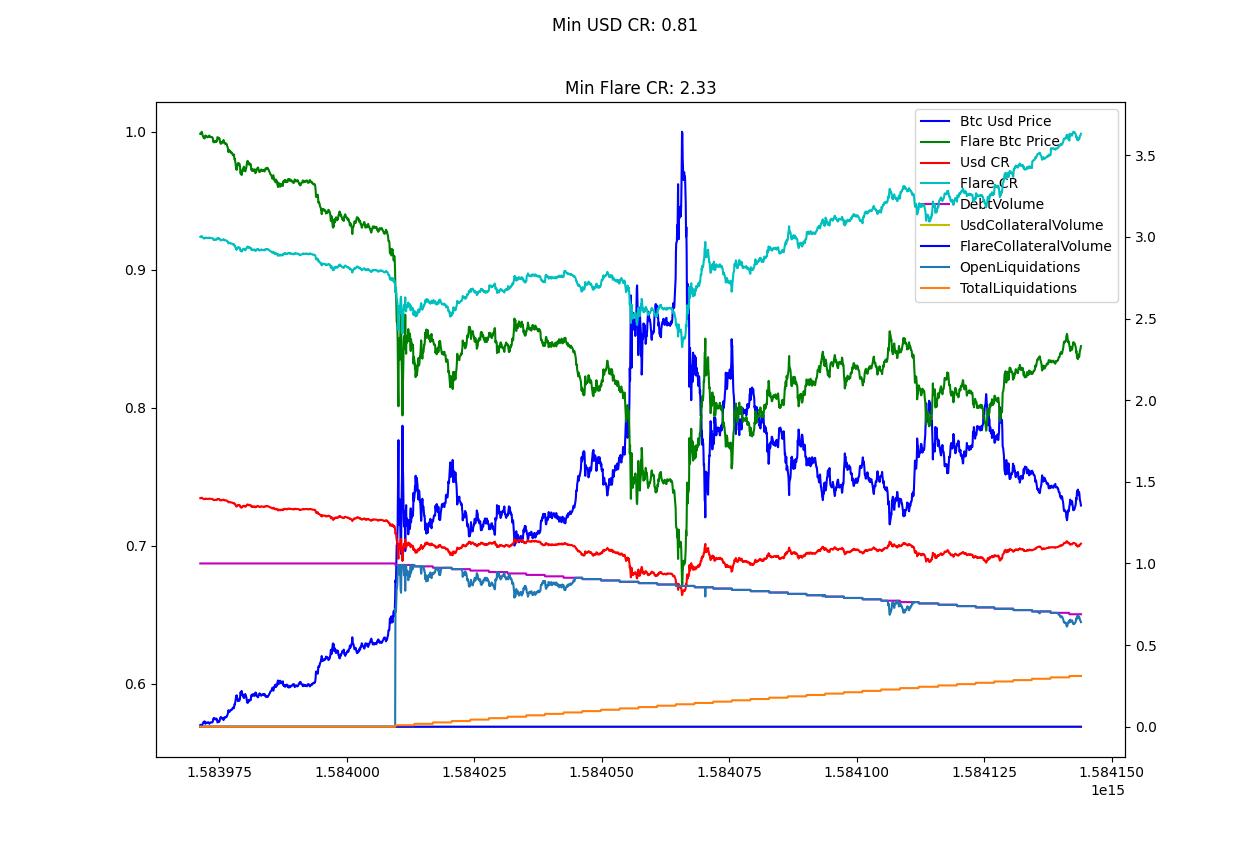 Min USD CR: 0.81
Min Flare CR: 2.33
1.0
0.9
0.8
0.7
0.6
3.5
3.0
2.5
2.0
1.5
1.0
0.5
0.0
Btc Usd Price
Flare Btc Price
Usd CR
Flare CR
DebtVolume
UsdCollateralVolume
FlareCollateralVolume
OpenLiquidations
TotalLiquidations
1.583975 1.584000 1.584025 1.584050 1.584075 1.584100 1.584125 1.584150
1e15